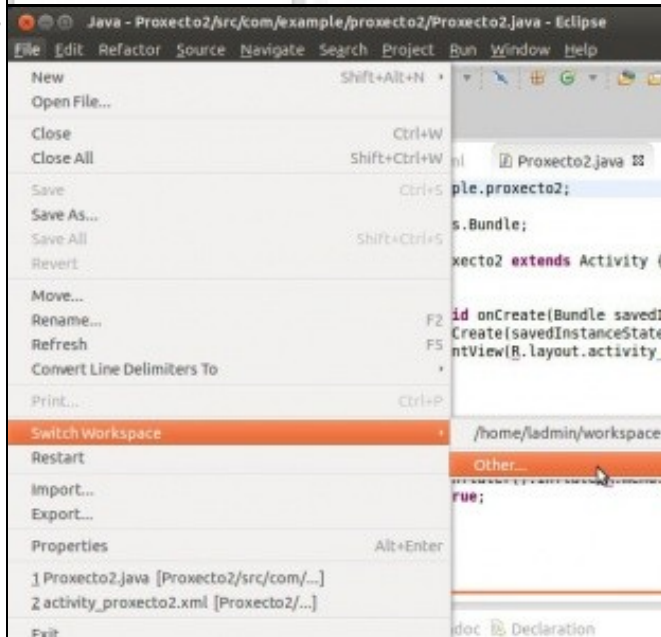 Java - Proxecto2/src/com/example/proxecto2/Proxecto2.java - Eclipse
File Edit Refactor Source Navigate Search Project Run Window Help
New Shift+Alt+N
Open File...
Close Ctrl+W
Close All Shift+Ctrl+W
Save Ctrl+S
Save As...
Save All Shift+Ctrl+S
Revert
Move...
Rename... F2
Refresh F5
Convert Line Delimiters To
Print... Ctrl+P
Switch Workspace
Restart
Import...
Export...
Properties Alt+Enter
1 Proxecto2.java [Proxecto2/src/com/...]
2 activity_proxecto2.xml [Proxecto2/...]
Exit
/home/ladmin/workspace
Other...
ml Proxecto2.java
ple.proxecto2;
s.Bundle;
xecto2 extends Activity {
id onCreate(Bundle savedI
Create(savedInstanceState
ntView(R.layout.activity_
rue;
doc Declaration